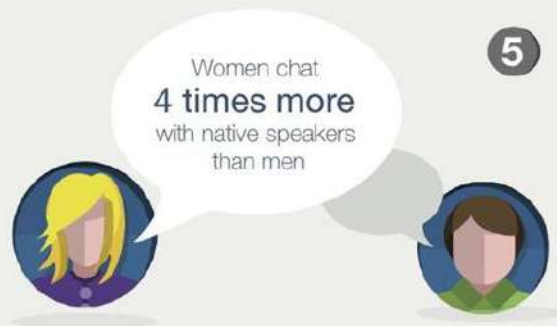 5
Women chat
4 times more
with native speakers
than men